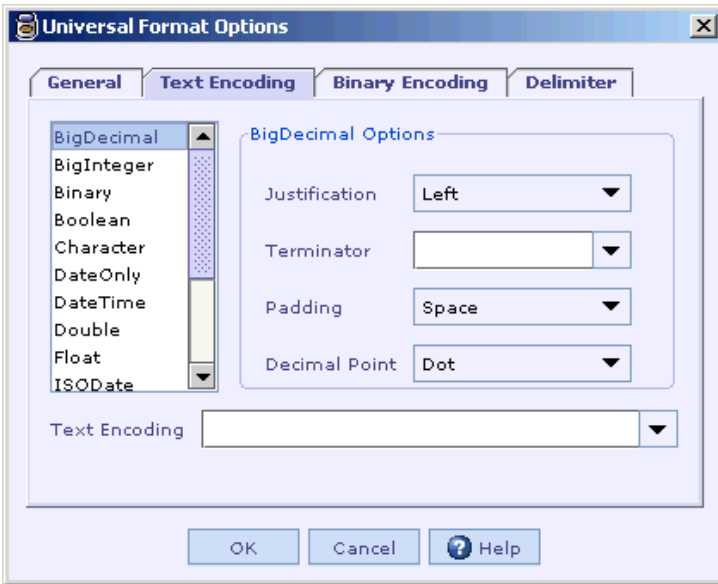 Universal Format Options
General Text Encoding Binary Encoding Delimiter
BigDecimal
BigInteger
Binary
Boolean
Character
DateOnly
DateTime
Double
Float
ISODate
BigDecimal Options
Justification Left
Terminator
Padding Space
Decimal Point Dot
Text Encoding
OK Cancel Help